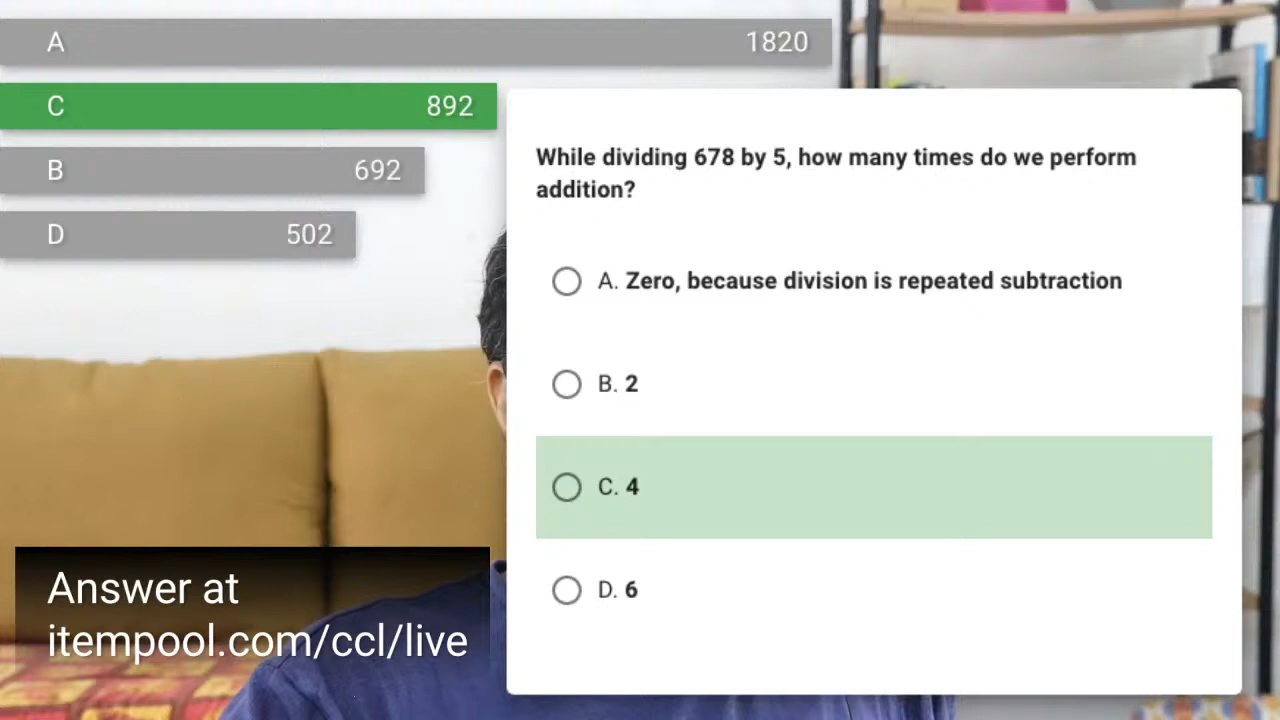 A 1820
C 892
B 692
D 502
While dividing 678 by 5, how many times do we perform
addition?
A. Zero, because division is repeated subtraction
B. 2
C. 4
D. 6
Answer at
itempool.com/ccl/live